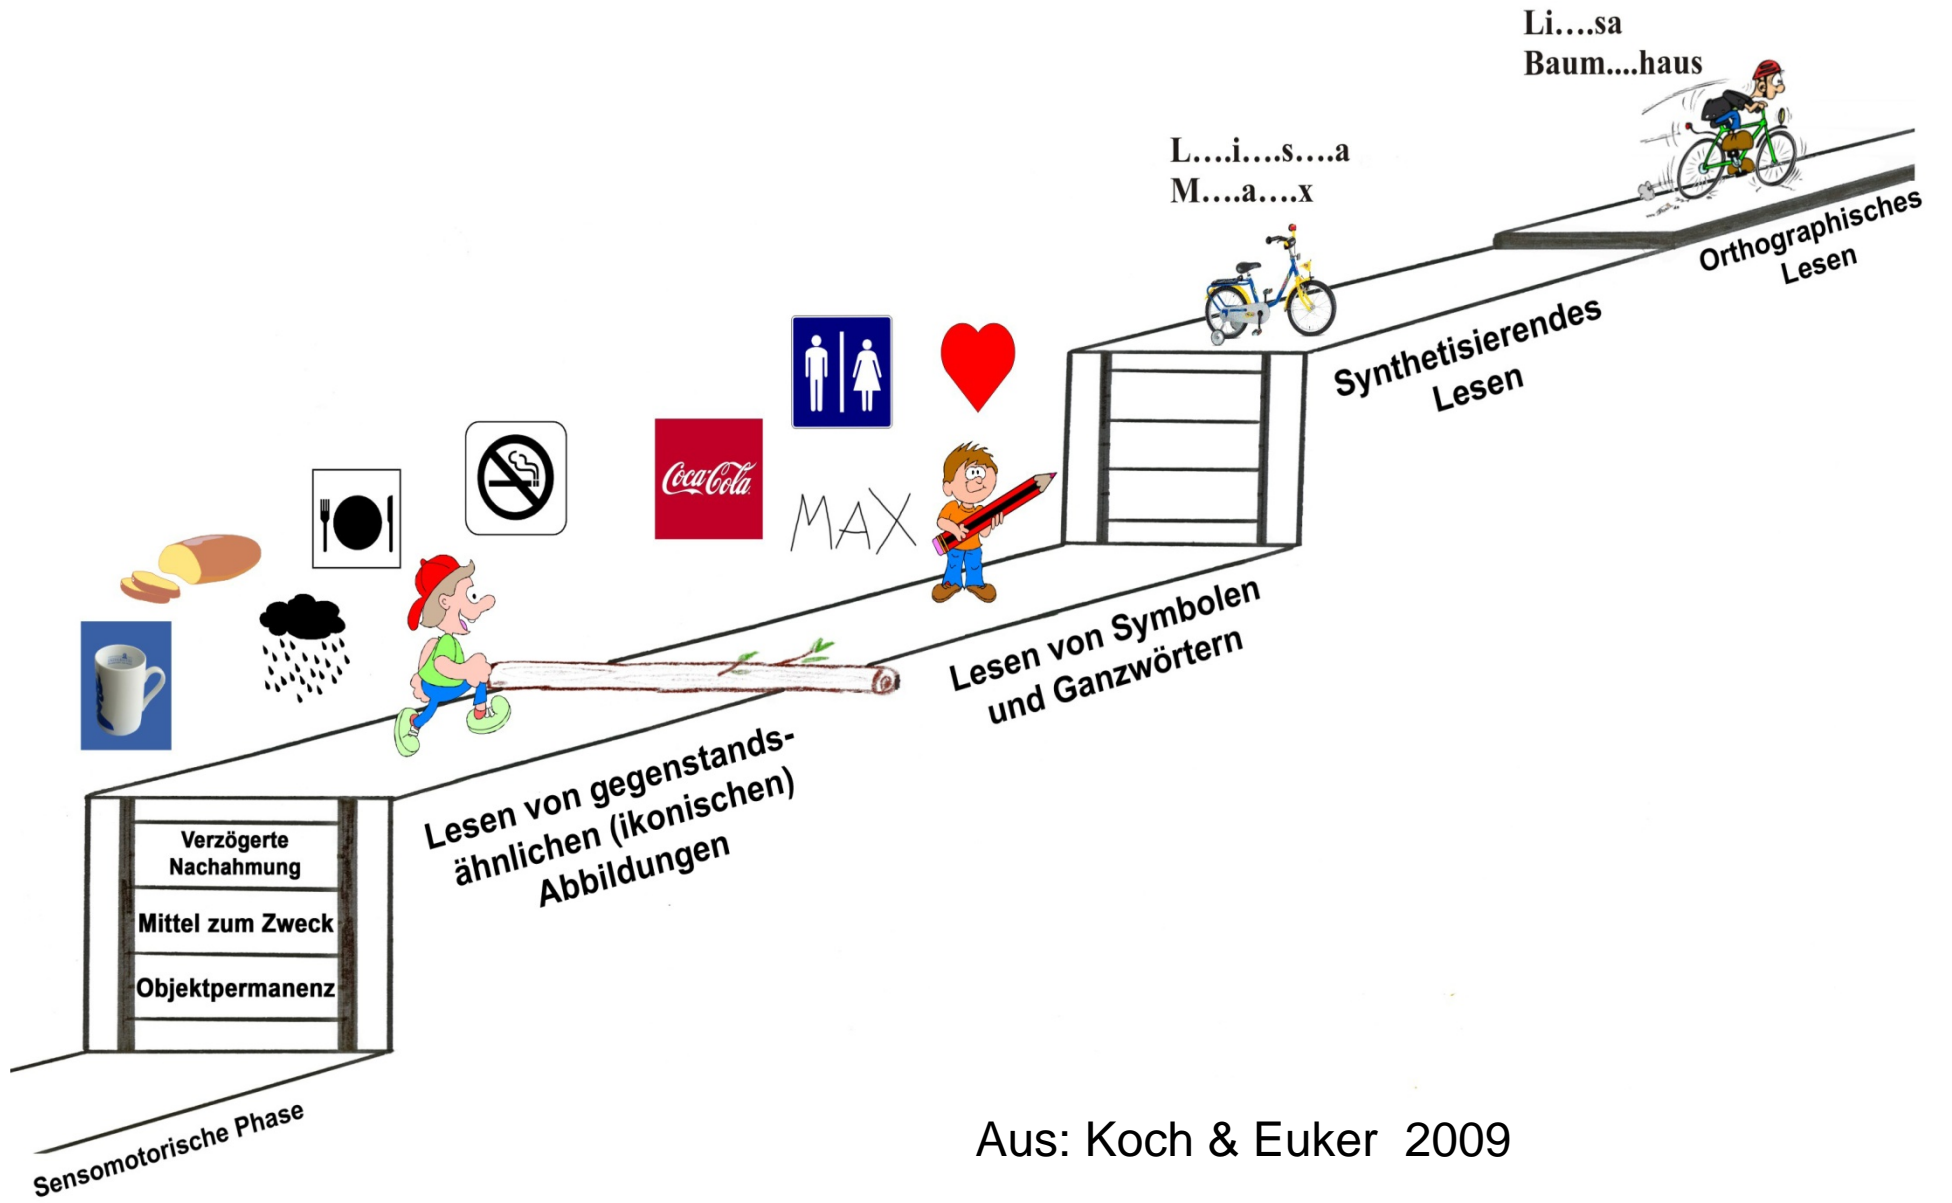 Li....sa
Baum....haus
L....i....s....a
M....a....x
Orthographisches
Lesen
Synthetisierendes
Lesen
Coca-Cola
MAX
Lesen von Symbolen
und Ganzwörtern
Lesen von gegenstands-
ähnlichen (ikonischen)
Abbildungen
Verzögerte
Nachahmung
Mittel zum Zweck
Objektpermanenz
Sensomotorische Phase
Aus: Koch & Euker 2009